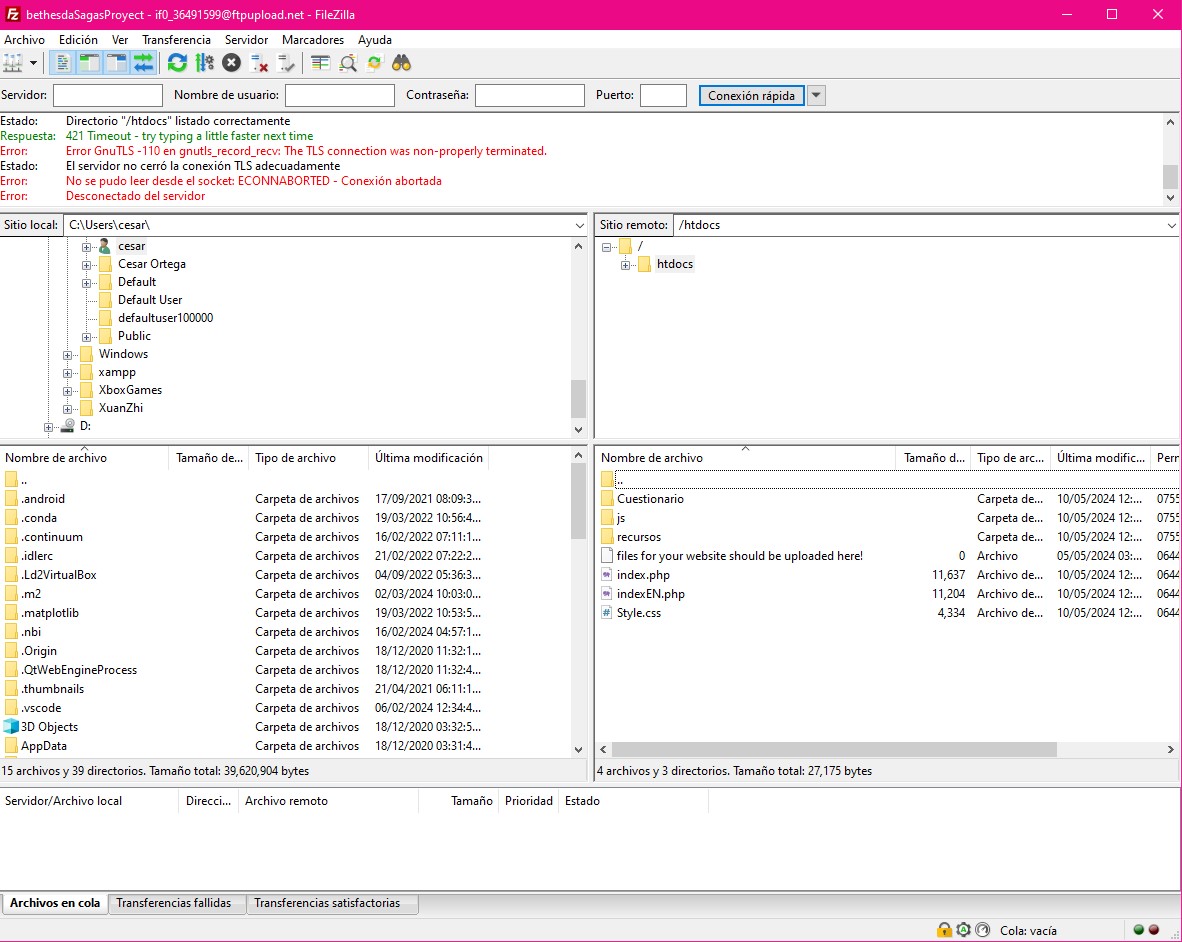 bethesdaSagasProyect - if0_36491599@ftpupload.net - FileZilla
Archivo Edición Ver Transferencia Servidor Marcadores Ayuda
Servidor: Nombre de usuario: Contraseña: Puerto: Conexión rápida
Estado: Directorio "/htdocs" listado correctamente
Respuesta: 421 Timeout - try typing a little faster next time
Error: Error GnuTLS -110 en gnutls_record_recv: The TLS connection was non-properly terminated.
Estado: El servidor no cerró la conexión TLS adecuadamente
Error: No se pudo leer desde el socket: ECONNABORTED - Conexión abortada
Error: Desconectado del servidor
Sitio local: C:\Users\cesar\
cesar
Cesar Ortega
Default
Default User
defaultuser100000
Public
Windows
xampp
XboxGames
XuanZhi
D:
Sitio remoto: /htdocs
/
htdocs
Nombre de archivo Tamaño de... Tipo de archivo Última modificación
..
.android Carpeta de archivos 17/09/2021 08:09:3...
.conda Carpeta de archivos 19/03/2022 10:56:4...
.continuum Carpeta de archivos 16/02/2022 07:11:1...
.idlerc Carpeta de archivos 21/02/2022 07:22:2...
.Ld2VirtualBox Carpeta de archivos 04/09/2022 05:36:3...
.m2 Carpeta de archivos 02/03/2024 10:03:0...
.matplotlib Carpeta de archivos 19/03/2022 10:53:5...
.nbi Carpeta de archivos 16/02/2024 04:57:1...
.Origin Carpeta de archivos 18/12/2020 11:32:1...
.QtWebEngineProcess Carpeta de archivos 18/12/2020 11:32:4...
.thumbnails Carpeta de archivos 21/04/2021 06:11:1...
.vscode Carpeta de archivos 06/02/2024 12:34:4...
3D Objects Carpeta de archivos 18/12/2020 03:32:5...
AppData Carpeta de archivos 18/12/2020 03:31:4...
15 archivos y 39 directorios. Tamaño total: 39,620,904 bytes
Nombre de archivo Tamaño d... Tipo de arc... Última modific... Perm
..
Cuestionario Carpeta de... 10/05/2024 12:... 0755
js Carpeta de... 10/05/2024 12:... 0755
recursos Carpeta de... 10/05/2024 12:... 0755
files for your website should be uploaded here! 0 Archivo 05/05/2024 03:... 0644
index.php 11,637 Archivo de... 10/05/2024 12:... 0644
indexEN.php 11,204 Archivo de... 10/05/2024 12:... 0644
Style.css 4,334 Archivo de... 10/05/2024 12:... 0644
4 archivos y 3 directorios. Tamaño total: 27,175 bytes
Servidor/Archivo local Direcci... Archivo remoto Tamaño Prioridad Estado
Archivos en cola Transferencias fallidas Transferencias satisfactorias
Cola: vacía